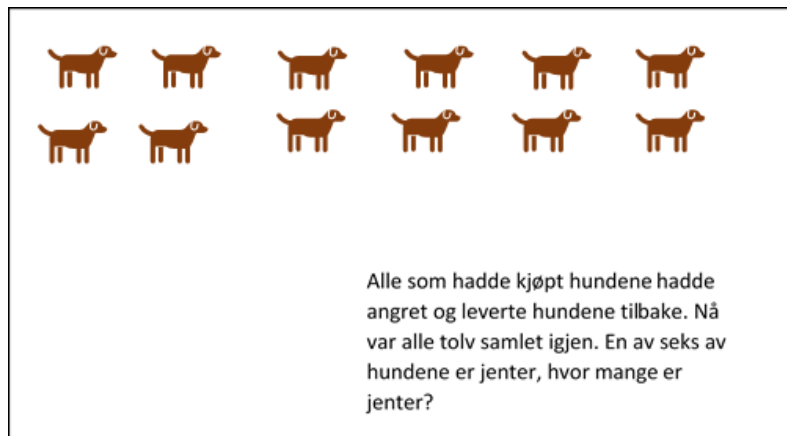 Alle som hadde kjøpt hundene hadde
angret og leverte hundene tilbake. Nå
var alle tolv samlet igjen. En av seks av
hundene er jenter, hvor mange er
jenter?